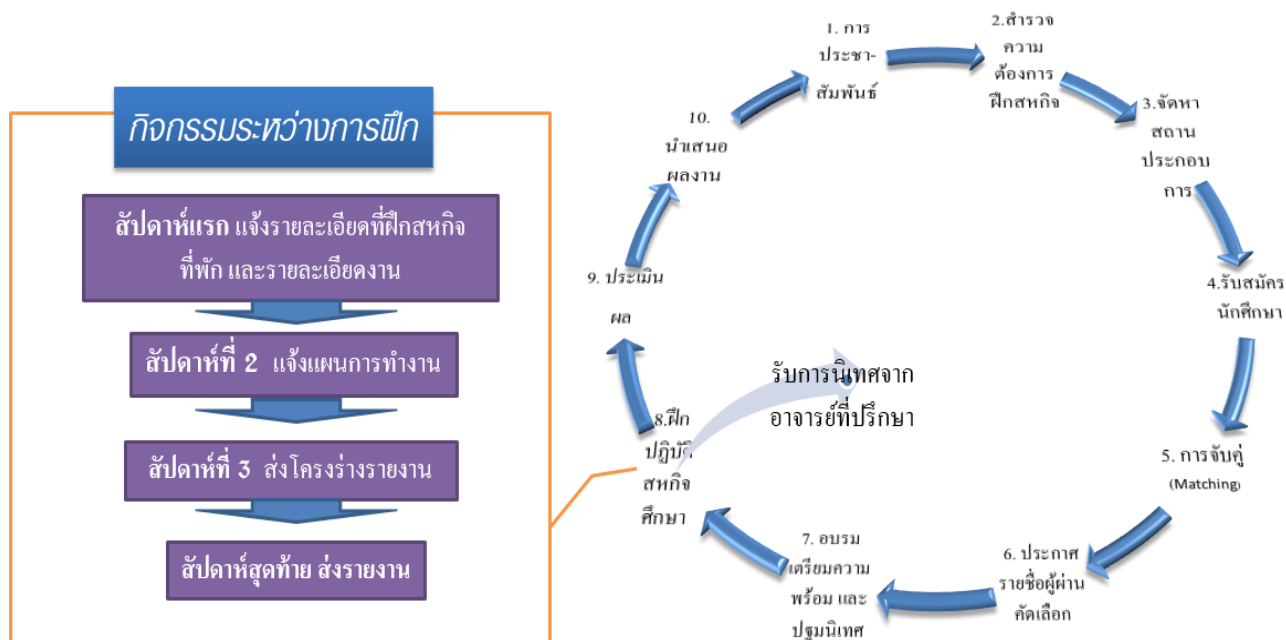 กิจกรรมระหว่างการฝึก
สัปดาห์แรก แจ้งรายละเอียดที่ฝึกสหกิจ
ที่พัก และรายละเอียดงาน
สัปดาห์ที่ 2 แจ้งแผนการทำงาน
สัปดาห์ที่ 3 ส่งโครงร่างรายงาน
สัปดาห์สุดท้าย ส่งรายงาน
1. การ
ประชา-
สัมพันธ์
2.สำรวจ
ความ
ต้องการ
ฝึกสหกิจ
3.จัดหา
สถาน
ประกอบ
การ
4.รับสมัคร
นักศึกษา
5. การจับคู่
(Matching)
6. ประกาศ
รายชื่อผู้ผ่าน
คัดเลือก
7. อบรม
เตรียมความ
พร้อม และ
ปฐมนิเทศ
8.ฝึก
ปฏิบัติ
สหกิจ
ศึกษา
รับการนิเทศจาก
อาจารย์ที่ปรึกษา
9. ประเมิน
ผล
10.
นำเสนอ
ผลงาน